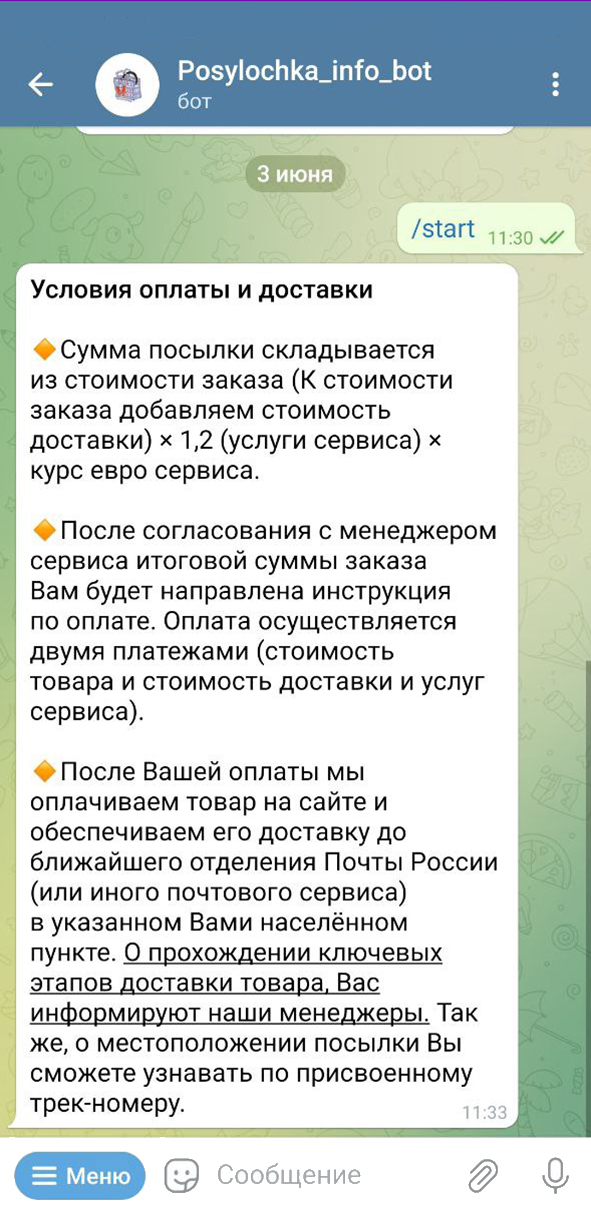 Posylochka_info_bot
бот
3 июня
/start 11:30
Условия оплаты и доставки
🔸Сумма посылки складывается
из стоимости заказа (К стоимости
заказа добавляем стоимость
доставки) × 1,2 (услуги сервиса) ×
курс евро сервиса.
🔸После согласования с менеджером
сервиса итоговой суммы заказа
Вам будет направлена инструкция
по оплате. Оплата осуществляется
двумя платежами (стоимость
товара и стоимость доставки и услуг
сервиса).
🔸После Вашей оплаты мы
оплачиваем товар на сайте и
обеспечиваем его доставку до
ближайшего отделения Почты России
(или иного почтового сервиса)
в указанном Вами населённом
пункте. О прохождении ключевых
этапов доставки товара, Вас
информируют наши менеджеры. Так
же, о местоположении посылки Вы
сможете узнавать по присвоенному
трек-номеру.
11:33
Меню Сообщение